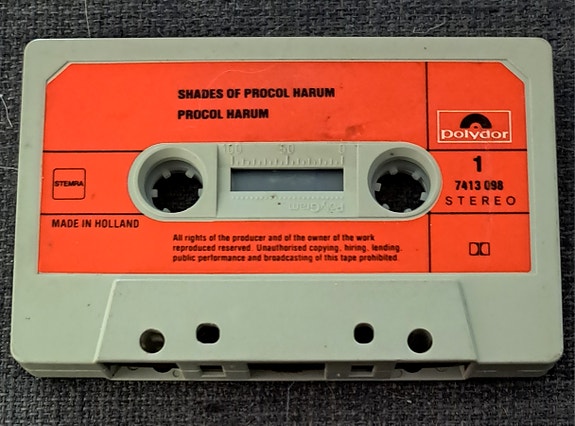 SHADES OF PROCOL HARUM
PROCOL HARUM
polydor
100 50 0
STEMRA
1
7413 098
STEREO
MADE IN HOLLAND
All rights of the producer and of the owner of the work
reproduced reserved. Unauthorised copying, hiring, lending,
public performance and broadcasting of this tape prohibited.